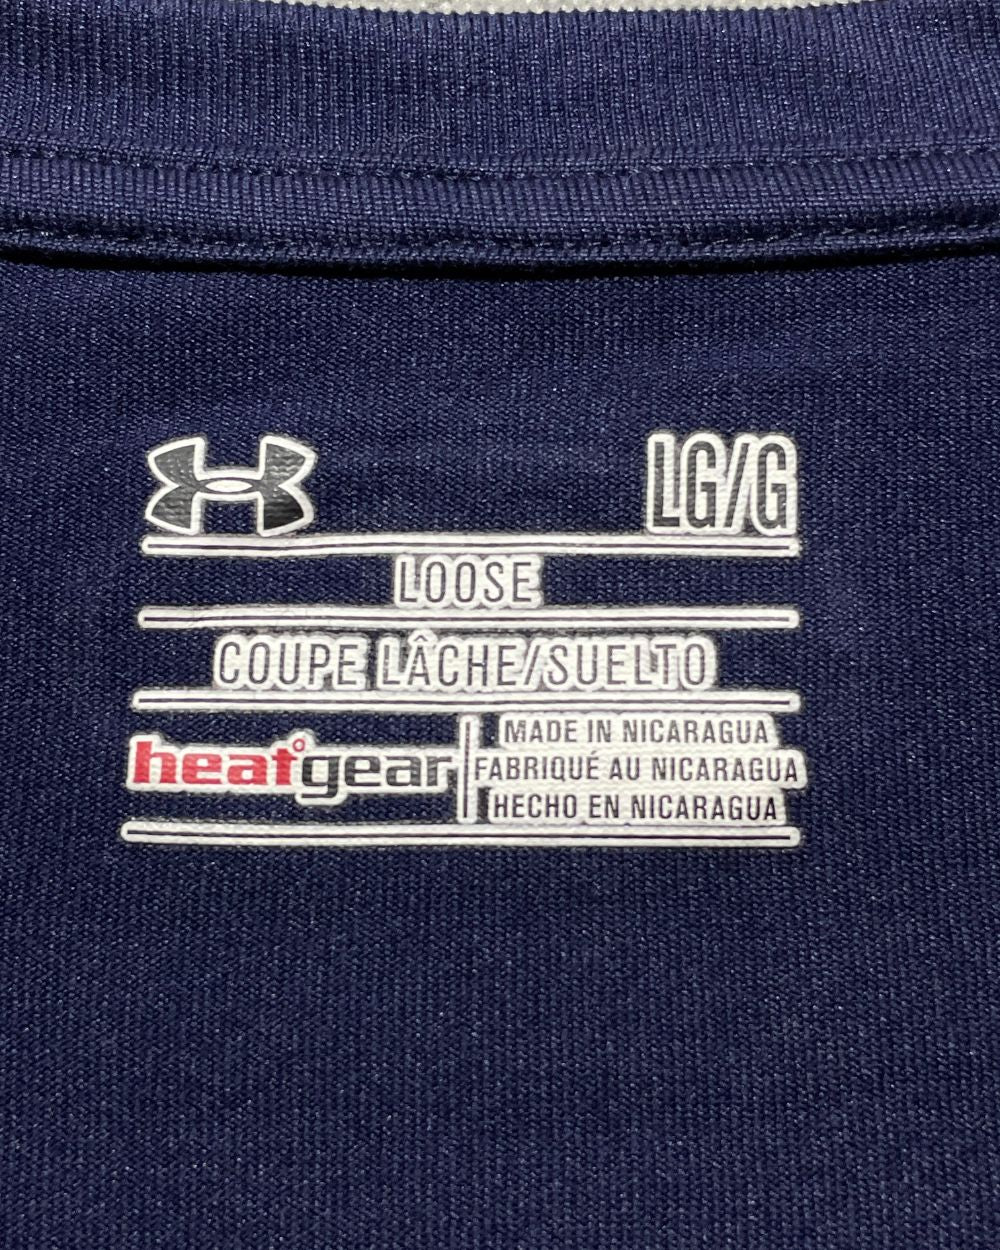 LG/G
LOOSE
COUPE LÂCHE/SUELTO
heatgear
MADE IN NICARAGUA
FABRIQUÉ AU NICARAGUA
HECHO EN NICARAGUA